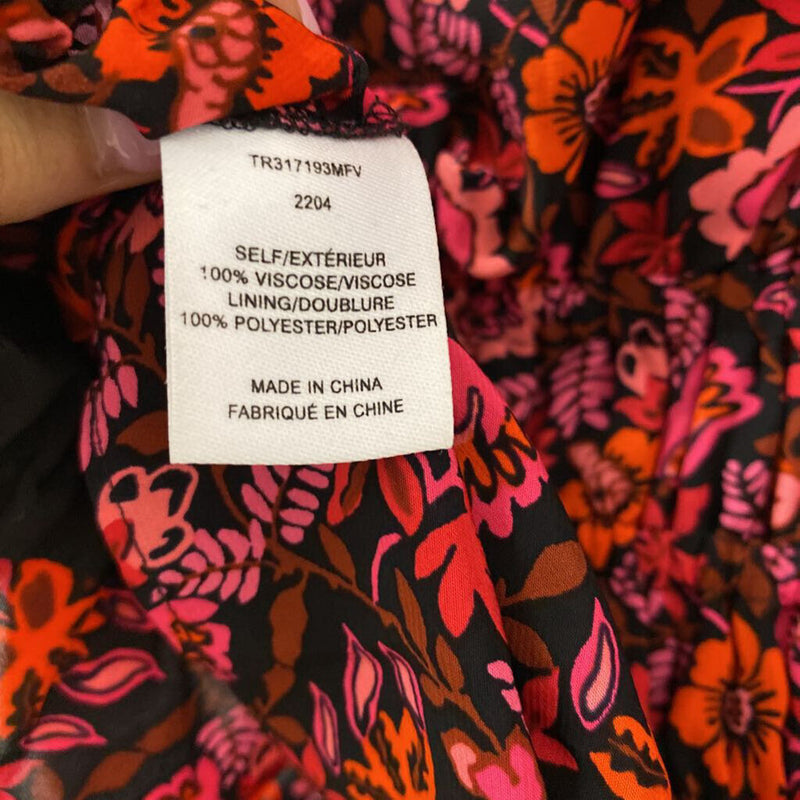 TR317193MFV
2204
SELF/EXTÉRIEUR
100% VISCOSE/VISCOSE
LINING/DOUBLURE
100% POLYESTER/POLYESTER
MADE IN CHINA
FABRIQUÉ EN CHINE